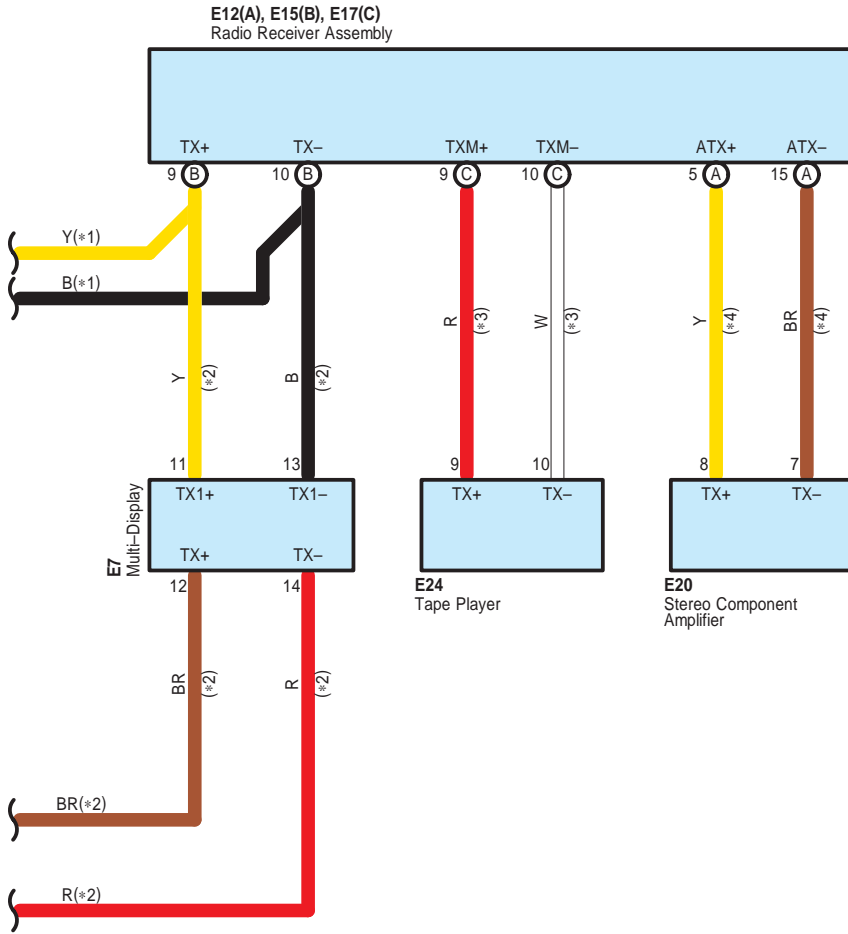 E12(A), E15(B), E17(C)
Radio Receiver Assembly
TX+ TX– TXM+ TXM– ATX+ ATX–
9 B 10 B 9 C 10 C 5 A 15 A
Y(∗1)
B(∗1)
Y (∗2) B (∗2) R (∗3) W (∗3) Y (∗4) BR (∗4)
11 13 9 10 8 7
TX1+ TX1– TX+ TX– TX+ TX–
TX+ TX–
E7
Multi–Display
12 14
E24
Tape Player
E20
Stereo Component
Amplifier
BR (∗2) R (∗2)
BR(∗2)
R(∗2)